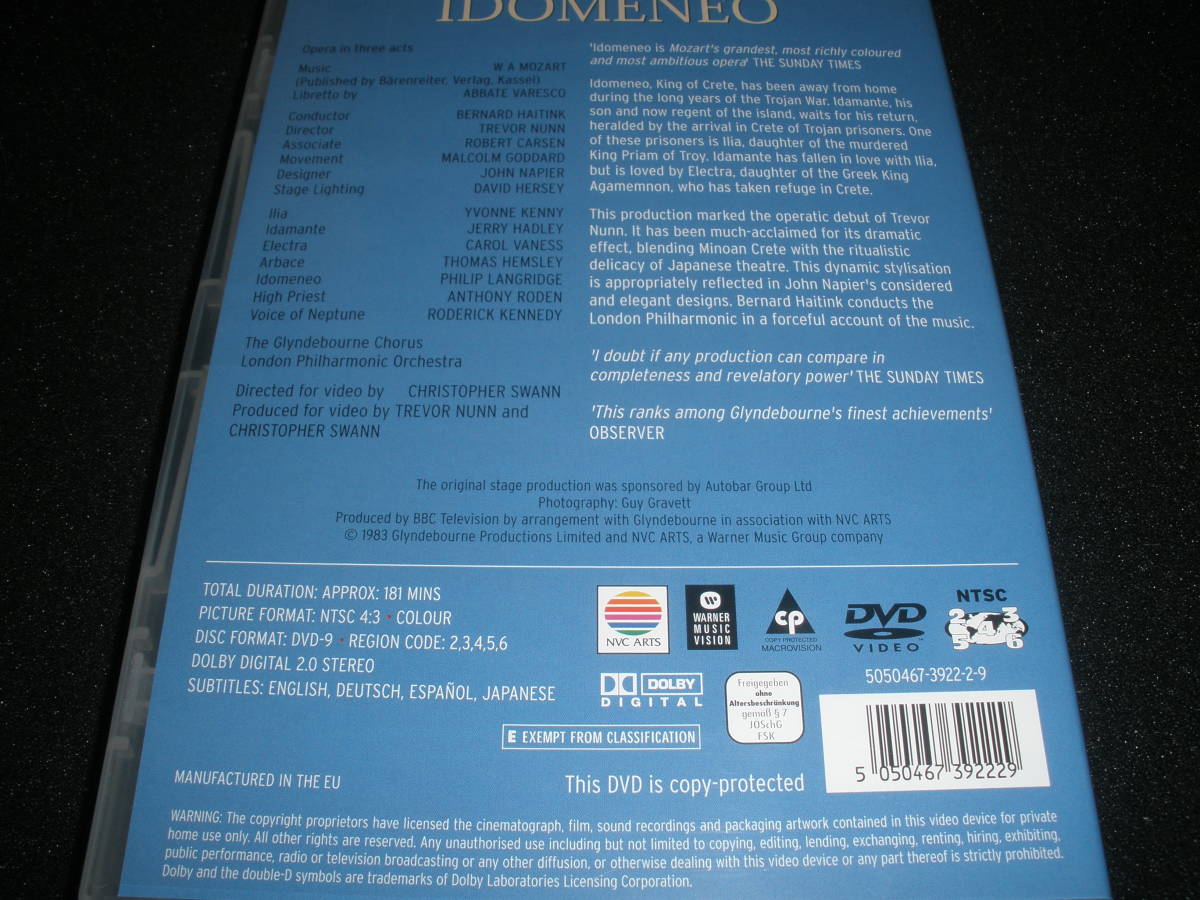 IDOMENEO
Opera in three acts
Music W A MOZART
(Published by Bärenreiter, Verlag, Kassel)
Libretto by ABBATE VARESCO
Conductor BERNARD HAITINK
Director TREVOR NUNN
Associate ROBERT CARSEN
Movement MALCOLM GODDARD
Designer JOHN NAPIER
Stage Lighting DAVID HERSEY
Ilia YVONNE KENNY
Idamante JERRY HADLEY
Electra CAROL VANESS
Arbace THOMAS HEMSLEY
Idomeneo PHILIP LANGRIDGE
High Priest ANTHONY RODEN
Voice of Neptune RODERICK KENNEDY
The Glyndebourne Chorus
London Philharmonic Orchestra
Directed for video by CHRISTOPHER SWANN
Produced for video by TREVOR NUNN and
CHRISTOPHER SWANN
'Idomeneo is Mozart's grandest, most richly coloured
and most ambitious opera' THE SUNDAY TIMES
Idomeneo, King of Crete, has been away from home
during the long years of the Trojan War. Idamante, his
son and now regent of the island, waits for his return,
heralded by the arrival in Crete of Trojan prisoners. One
of these prisoners is Ilia, daughter of the murdered
King Priam of Troy. Idamante has fallen in love with Ilia,
but is loved by Electra, daughter of the Greek King
Agamemnon, who has taken refuge in Crete.
This production marked the operatic debut of Trevor
Nunn. It has been much-acclaimed for its dramatic
effect, blending Minoan Crete with the ritualistic
delicacy of Japanese theatre. This dynamic stylisation
is appropriately reflected in John Napier's considered
and elegant designs. Bernard Haitink conducts the
London Philharmonic in a forceful account of the music.
'I doubt if any production can compare in
completeness and revelatory power' THE SUNDAY TIMES
'This ranks among Glyndebourne's finest achievements'
OBSERVER
The original stage production was sponsored by Autobar Group Ltd
Photography: Guy Gravett
Produced by BBC Television by arrangement with Glyndebourne in association with NVC ARTS
© 1983 Glyndebourne Productions Limited and NVC ARTS, a Warner Music Group company
TOTAL DURATION: APPROX: 181 MINS
PICTURE FORMAT: NTSC 4:3 • COLOUR
DISC FORMAT: DVD-9 • REGION CODE: 2,3,4,5,6
DOLBY DIGITAL 2.0 STEREO
SUBTITLES: ENGLISH, DEUTSCH, ESPAÑOL, JAPANESE
NVC ARTS
WARNER
MUSIC
VISION
CP
COPY PROTECTED
MACROVISION
DVD
VIDEO
NTSC
2 3
4
5 6
5050467-3922-2-9
DOLBY
DIGITAL
Freigegeben
ohne
Altersbeschränkung
gemäß § 7
JÖSchG
FSK
E EXEMPT FROM CLASSIFICATION
5 050467 392229
MANUFACTURED IN THE EU
This DVD is copy-protected
WARNING: The copyright proprietors have licensed the cinematograph, film, sound recordings and packaging artwork contained in this video device for private
home use only. All other rights are reserved. Any unauthorised use including but not limited to copying, editing, lending, exchanging, renting, hiring, exhibiting,
public performance, radio or television broadcasting or any other diffusion, or otherwise dealing with this video device or any part thereof is strictly prohibited.
Dolby and the double-D symbols are trademarks of Dolby Laboratories Licensing Corporation.